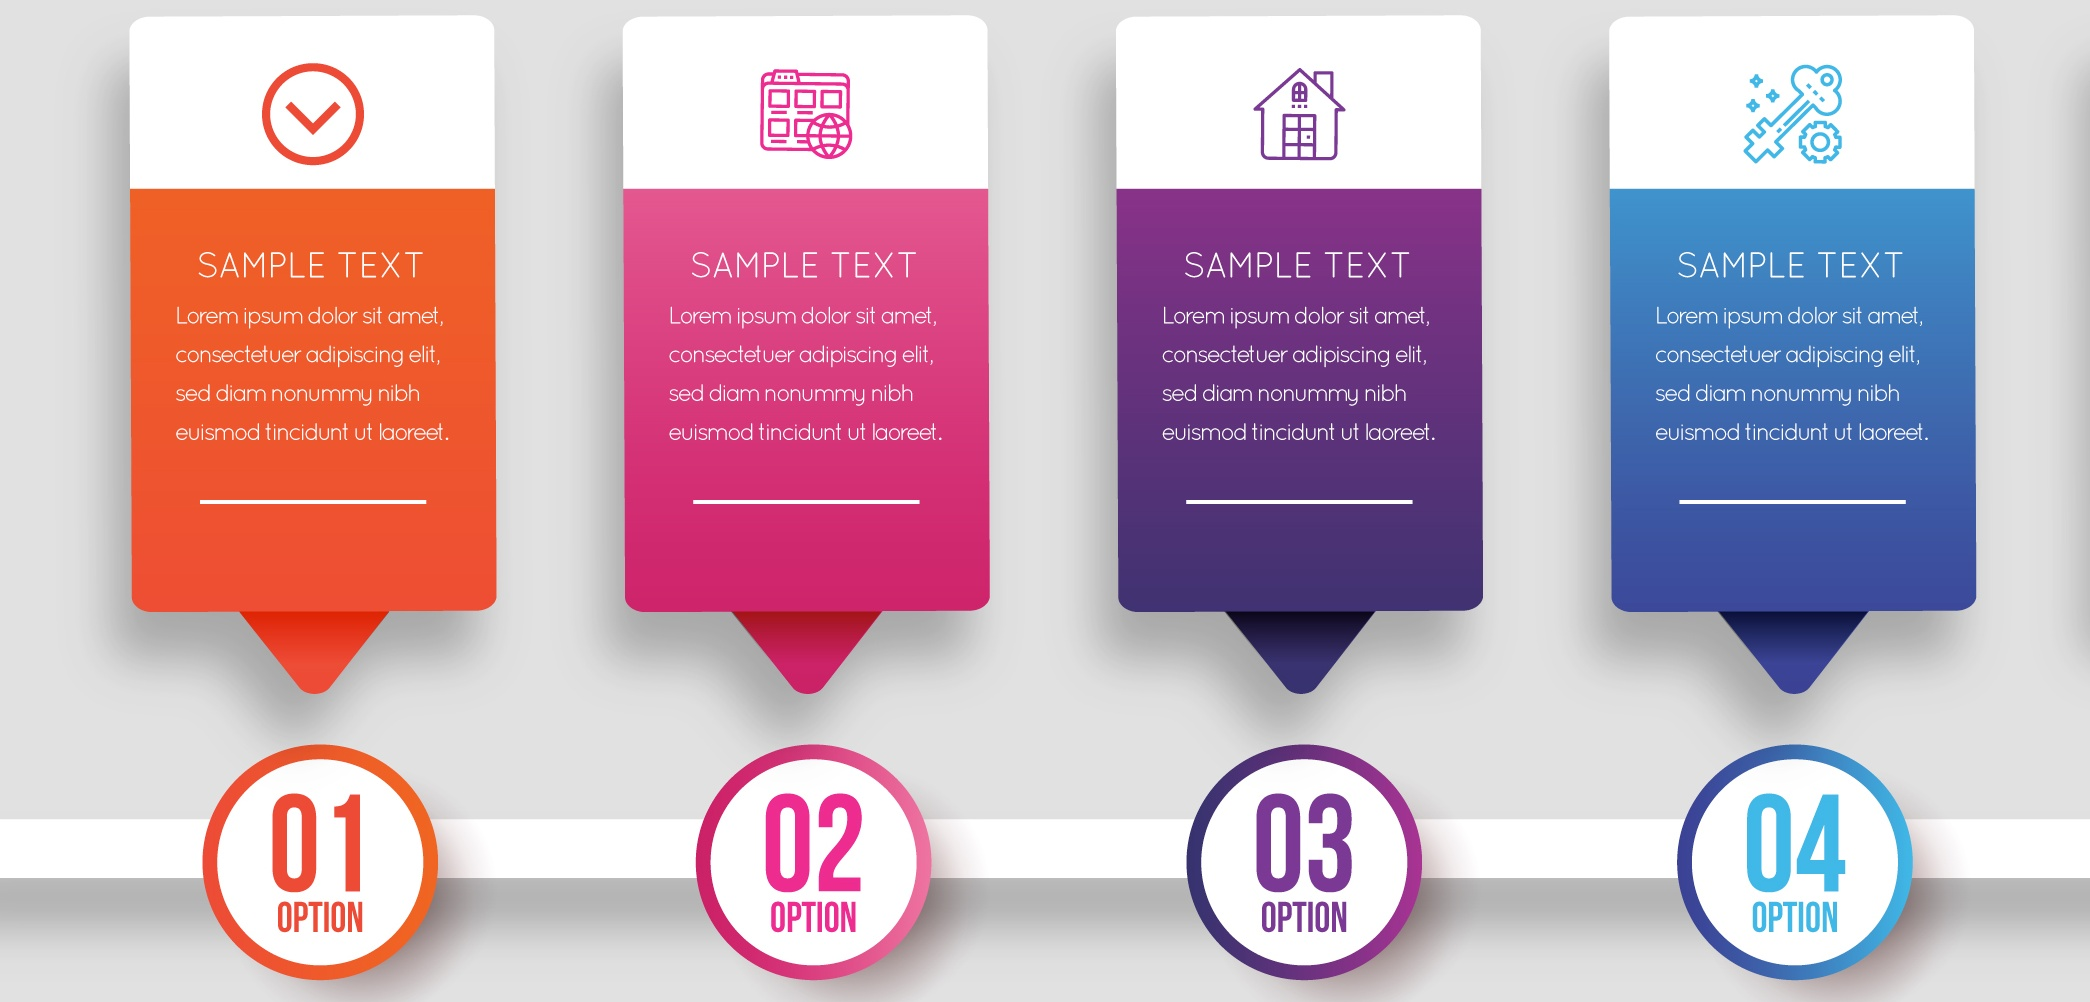 SAMPLE TEXT
Lorem ipsum dolor sit amet,
consectetuer adipiscing elit,
sed diam nonummy nibh
euismod tincidunt ut laoreet.
01
OPTION
SAMPLE TEXT
Lorem ipsum dolor sit amet,
consectetuer adipiscing elit,
sed diam nonummy nibh
euismod tincidunt ut laoreet.
02
OPTION
SAMPLE TEXT
Lorem ipsum dolor sit amet,
consectetuer adipiscing elit,
sed diam nonummy nibh
euismod tincidunt ut laoreet.
03
OPTION
SAMPLE TEXT
Lorem ipsum dolor sit amet,
consectetuer adipiscing elit,
sed diam nonummy nibh
euismod tincidunt ut laoreet.
04
OPTION